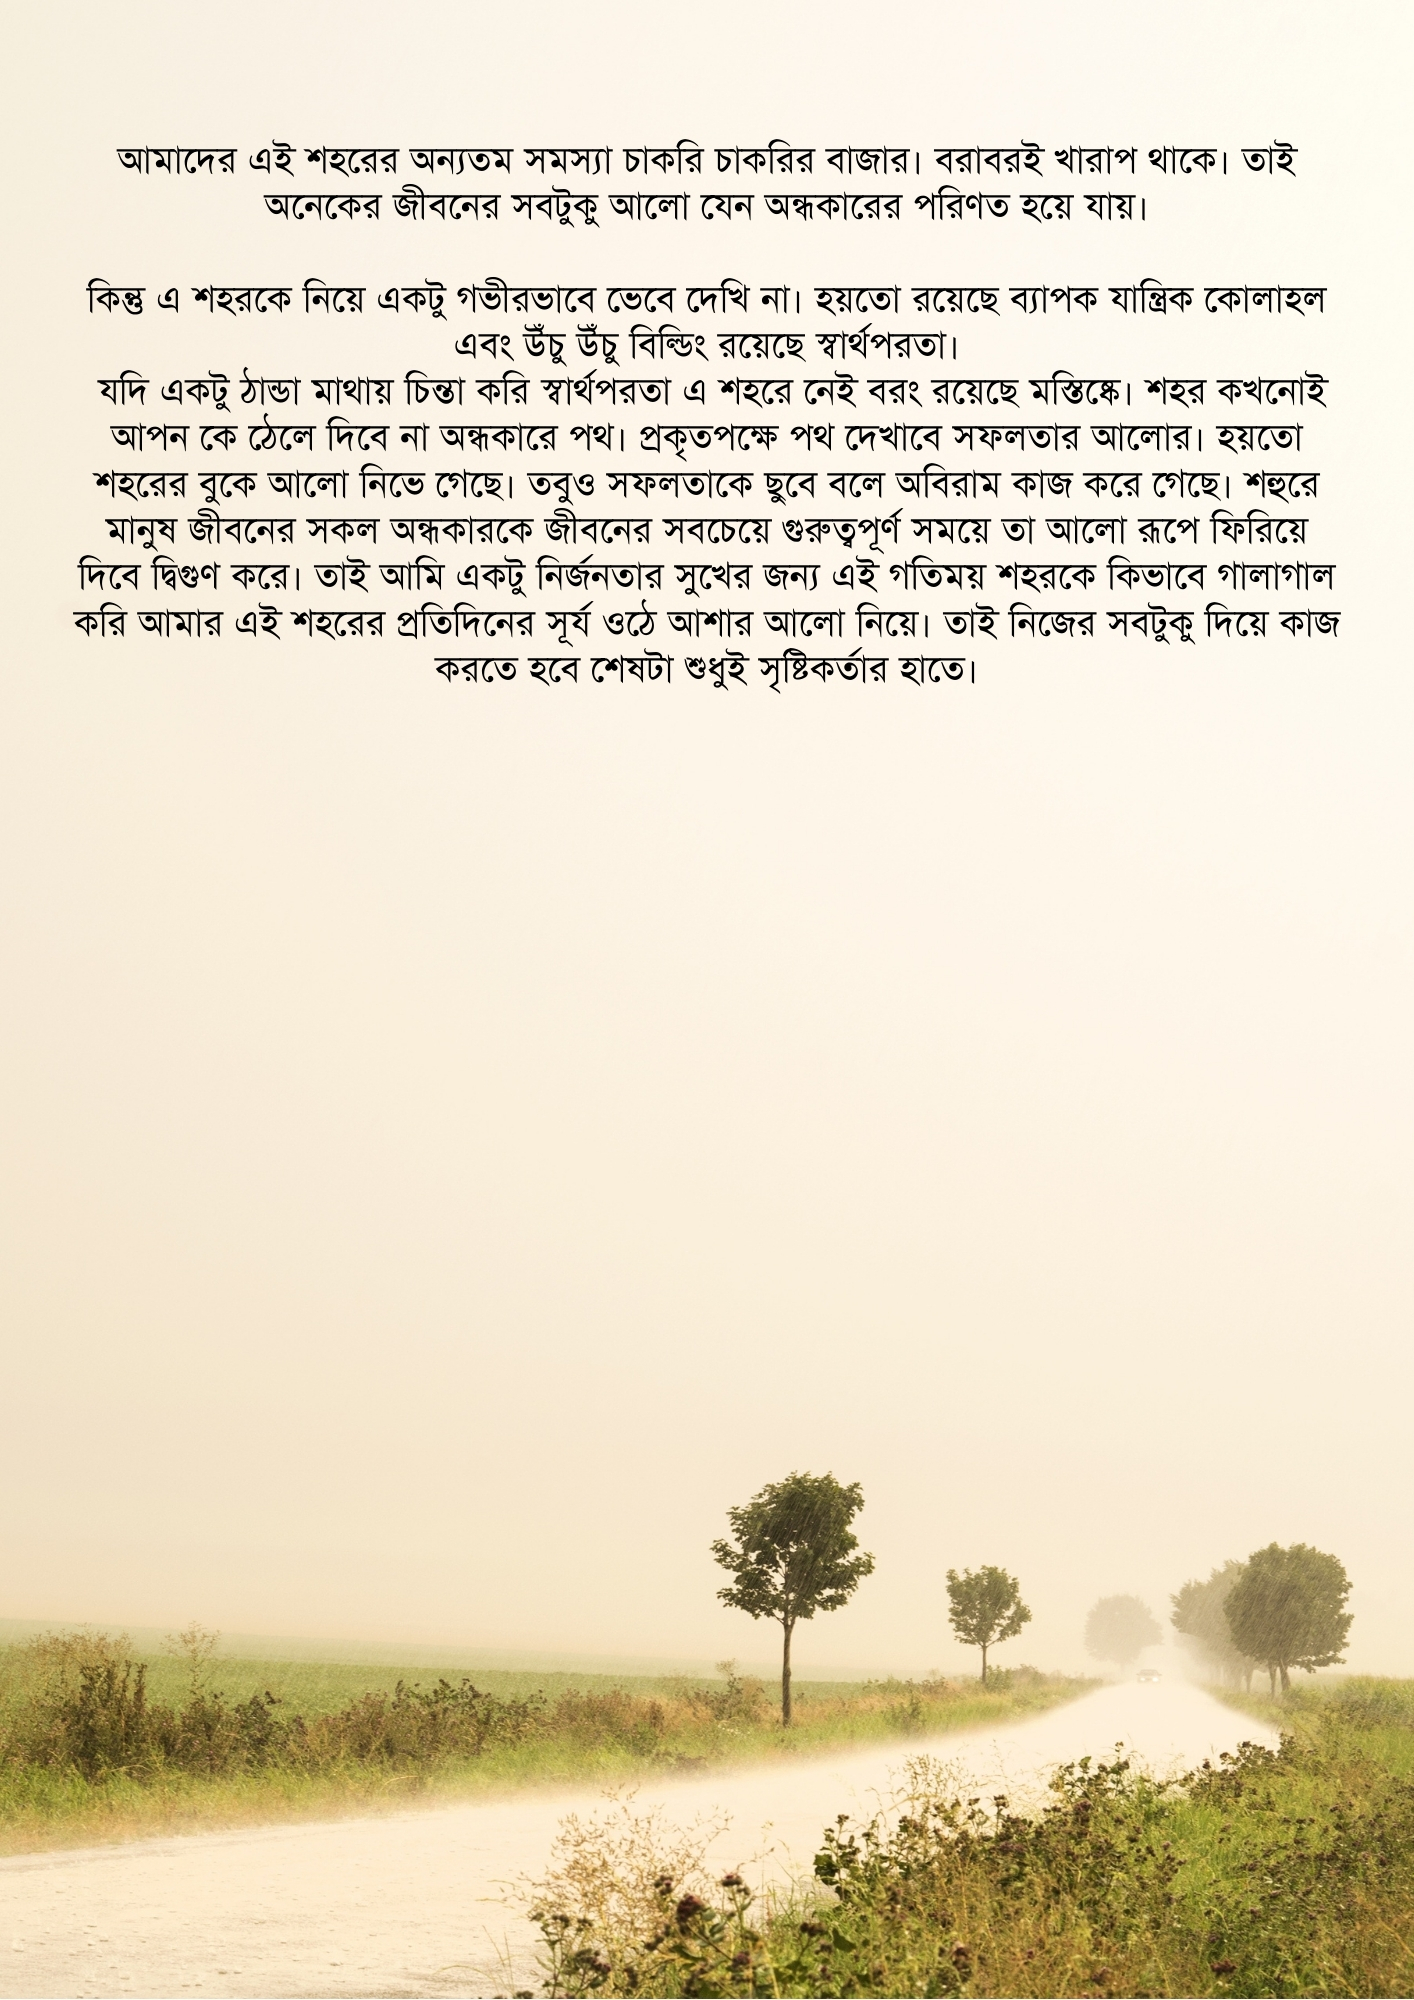 আমাদের এই শহরের অন্যতম সমস্যা চাকরি চাকরির বাজার। বরাবরই খারাপ থাকে। তাই
অনেকের জীবনের সবটুকু আলো যেন অন্ধকারের পরিণত হয়ে যায়।
কিন্তু এ শহরকে নিয়ে একটু গভীরভাবে ভেবে দেখি না। হয়তো রয়েছে ব্যাপক যান্ত্রিক কোলাহল
এবং উঁচু উঁচু বিল্ডিং রয়েছে স্বার্থপরতা।
যদি একটু ঠান্ডা মাথায় চিন্তা করি স্বার্থপরতা এ শহরে নেই বরং রয়েছে মস্তিষ্কে। শহর কখনোই
আপন কে ঠেলে দিবে না অন্ধকারে পথ। প্রকৃতপক্ষে পথ দেখাবে সফলতার আলোর। হয়তো
শহরের বুকে আলো নিভে গেছে। তবুও সফলতাকে ছুবে বলে অবিরাম কাজ করে গেছে। শহুরে
মানুষ জীবনের সকল অন্ধকারকে জীবনের সবচেয়ে গুরুত্বপূর্ণ সময়ে তা আলো রূপে ফিরিয়ে
দিবে দ্বিগুণ করে। তাই আমি একটু নির্জনতার সুখের জন্য এই গতিময় শহরকে কিভাবে গালাগাল
করি আমার এই শহরের প্রতিদিনের সূর্য ওঠে আশার আলো নিয়ে। তাই নিজের সবটুকু দিয়ে কাজ
করতে হবে শেষটা শুধুই সৃষ্টিকর্তার হাতে।